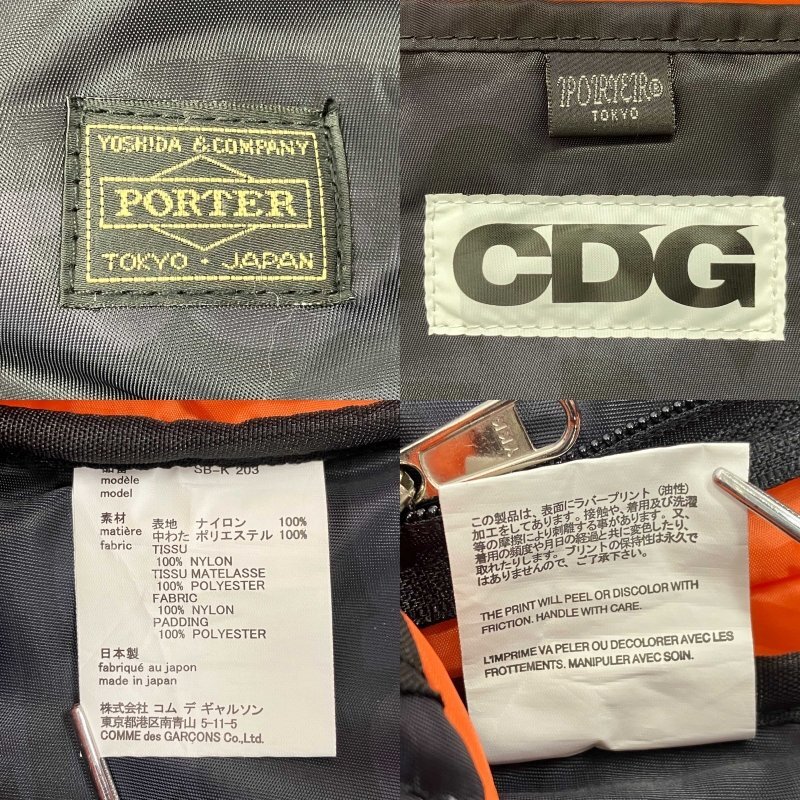 YOSHIDA & COMPANY
PORTER
TOKYO・JAPAN
PORTER®
TOKYO
CDG
品番 SB-K 203
modèle
model
素材 表地 ナイロン 100%
matière 中わた ポリエステル 100%
fabric TISSU
100% NYLON
TISSU MATELASSE
100% POLYESTER
FABRIC
100% NYLON
PADDING
100% POLYESTER
日本製
fabriqué au japon
made in japan
株式会社 コム デ ギャルソン
東京都港区南青山 5-11-5
COMME des GARÇONS Co.,Ltd.
この製品は、表面にラバープリント (油性)
加工をしてあります。接触や、着用及び洗濯
等の摩擦により剥離する事があります。又、
着用の頻度や月日の経過と共に変色したり、
取れたりします。プリントの保持性は永久で
はありませんので、ご了承下さい。
THE PRINT WILL PEEL OR DISCOLOR WITH
FRICTION. HANDLE WITH CARE.
L'IMPRIME VA PELER OU DECOLORER AVEC LES
FROTTEMENTS. MANIPULER AVEC SOIN.